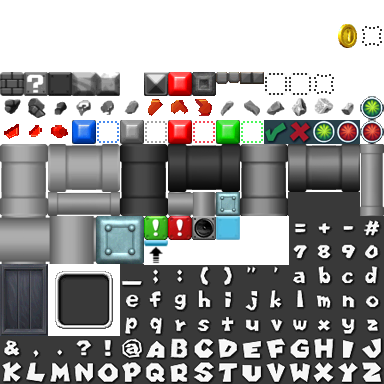 ?
= + - #
! ! 7 8 9 0
_ ; : ( ) " ' a b c d
e f g h i j k l m n o
p q r s t u v w x y z
& , . ? ! @ A B C D E F G H I J
K L M N O P Q R S T U V W X Y Z